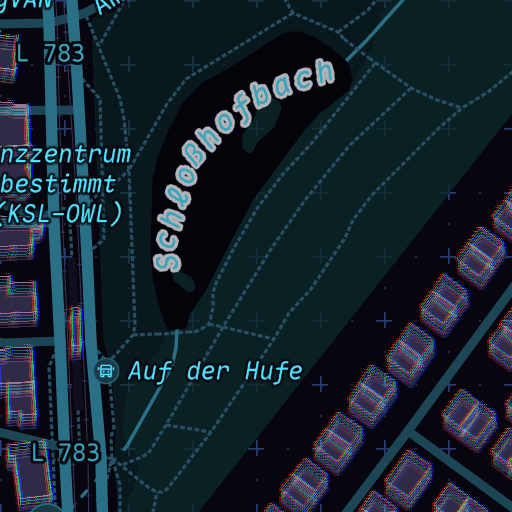 L 783
Schloßhofbach
nzzentrum
bestimmt
(KSL-OWL)
Auf der Hufe
L 783